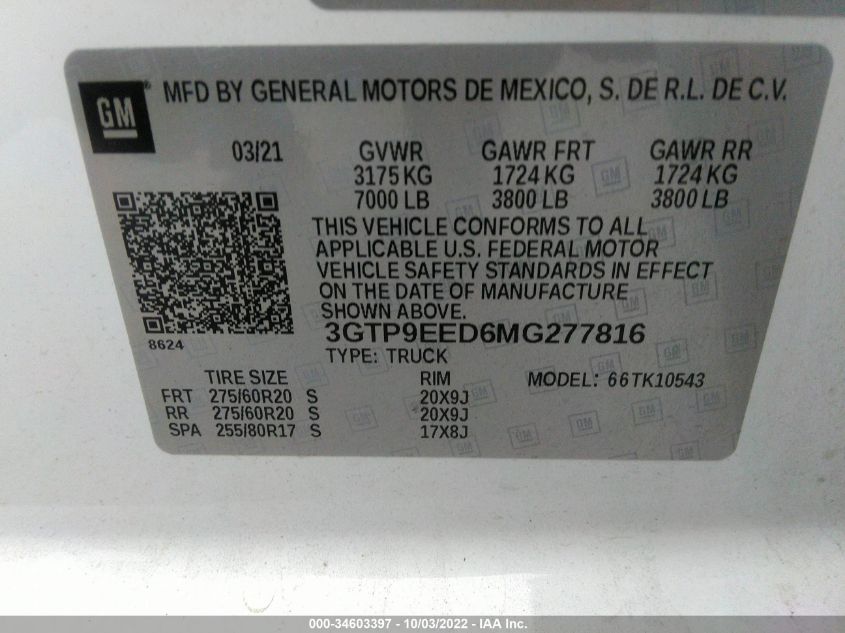 GM
MFD BY GENERAL MOTORS DE MEXICO, S. DE R.L. DE C.V.
03/21 GVWR GAWR FRT GAWR RR
3175 KG 1724 KG 1724 KG
7000 LB 3800 LB 3800 LB
THIS VEHICLE CONFORMS TO ALL
APPLICABLE U.S. FEDERAL MOTOR
VEHICLE SAFETY STANDARDS IN EFFECT
ON THE DATE OF MANUFACTURE
SHOWN ABOVE.
8624
3GTP9EED6MG277816
TYPE: TRUCK
TIRE SIZE RIM MODEL: 66TK10543
FRT 275/60R20 S 20X9J
RR 275/60R20 S 20X9J
SPA 255/80R17 S 17X8J
000-34603397 - 10/03/2022 - IAA Inc.